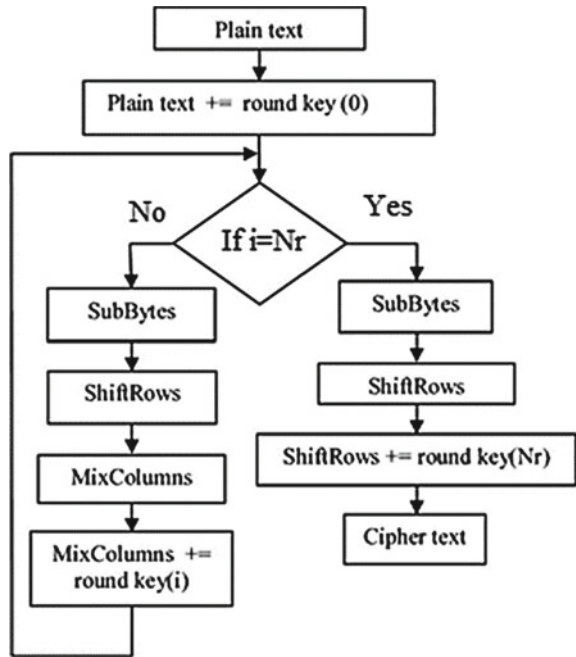 Plain text
Plain text += round key (0)
No
Yes
If i=Nr
SubBytes
ShiftRows
MixColumns
MixColumns +=
round key(i)
SubBytes
ShiftRows
ShiftRows += round key(Nr)
Cipher text